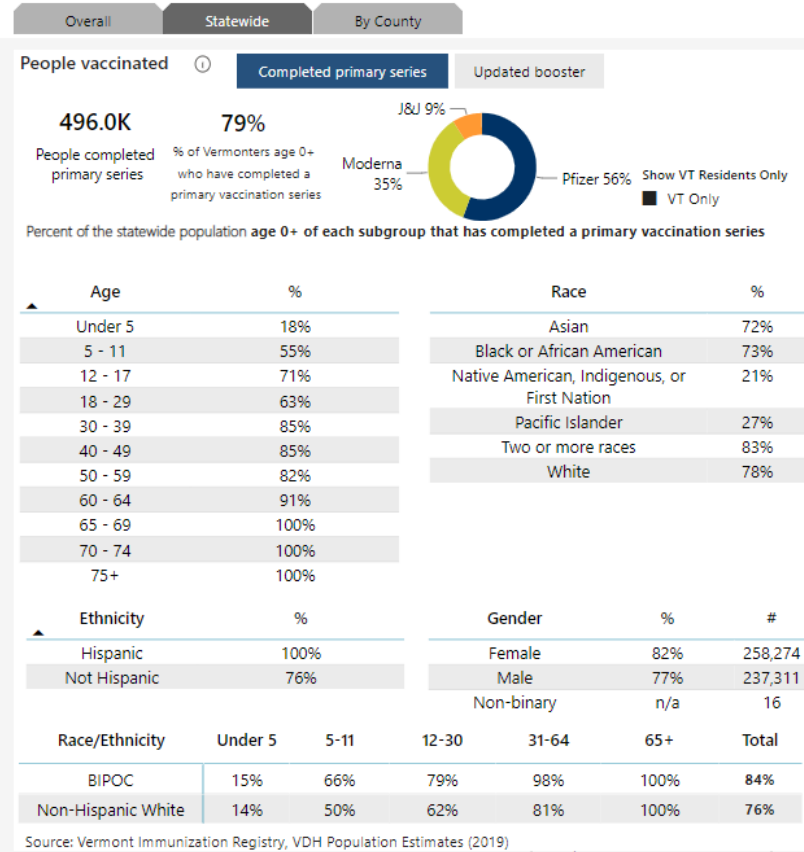 Overall Statewide By County
People vaccinated Completed primary series Updated booster
496.0K 79%
People completed primary series
% of Vermonters age 0+ who have completed a primary vaccination series
J&J 9%
Moderna 35%
Pfizer 56%
Show VT Residents Only
VT Only
Percent of the statewide population age 0+ of each subgroup that has completed a primary vaccination series
Age %
Under 5 18%
5 - 11 55%
12 - 17 71%
18 - 29 63%
30 - 39 85%
40 - 49 85%
50 - 59 82%
60 - 64 91%
65 - 69 100%
70 - 74 100%
75+ 100%
Race %
Asian 72%
Black or African American 73%
Native American, Indigenous, or 21%
First Nation
Pacific Islander 27%
Two or more races 83%
White 78%
Ethnicity %
Hispanic 100%
Not Hispanic 76%
Gender % #
Female 82% 258,274
Male 77% 237,311
Non-binary n/a 16
Race/Ethnicity Under 5 5-11 12-30 31-64 65+ Total
BIPOC 15% 66% 79% 98% 100% 84%
Non-Hispanic White 14% 50% 62% 81% 100% 76%
Source: Vermont Immunization Registry, VDH Population Estimates (2019)